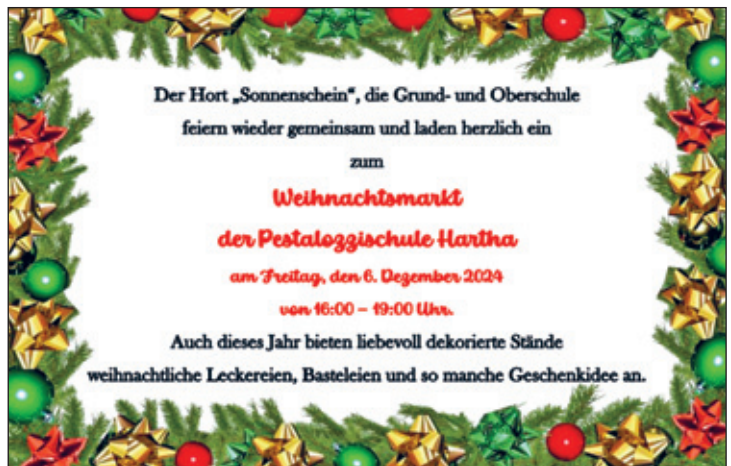 Der Hort „Sonnenschein“, die Grund- und Oberschule
feiern wieder gemeinsam und laden herzlich ein
zum
Weihnachtsmarkt
der Pestalozzischule Hartha
am Freitag, den 6. Dezember 2024
von 16:00 – 19:00 Uhr.
Auch dieses Jahr bieten liebevoll dekorierte Stände
weihnachtliche Leckereien, Basteleien und so manche Geschenkidee an.